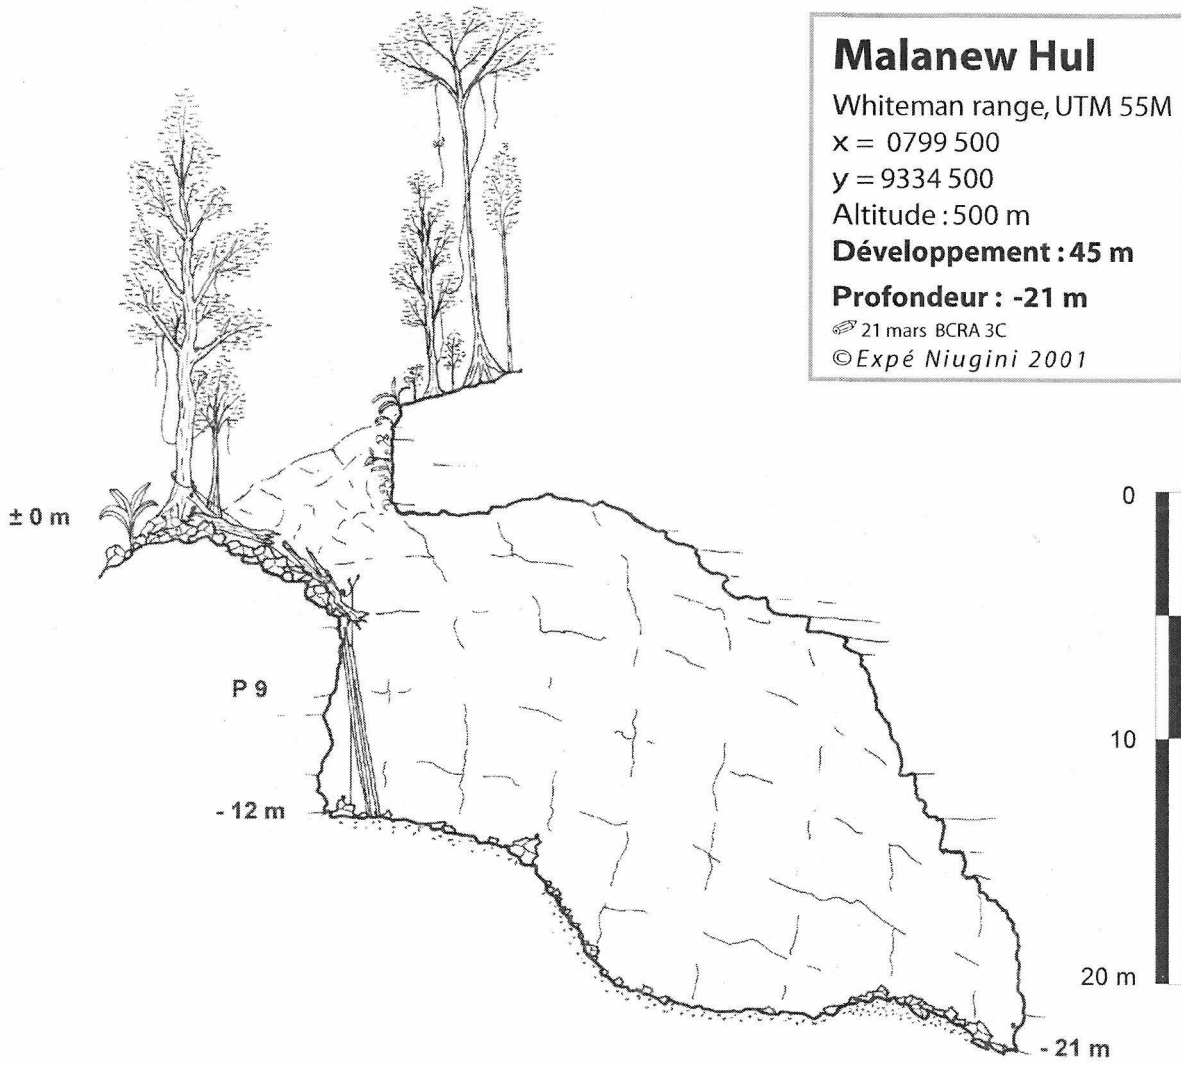 Malanew Hul
Whiteman range, UTM 55M
x = 0799 500
y = 9334 500
Altitude : 500 m
Développement : 45 m
Profondeur : -21 m
21 mars BCRA 3C
©Expé Niugini 2001
± 0 m
P 9
- 12 m
0
10
20 m
- 21 m